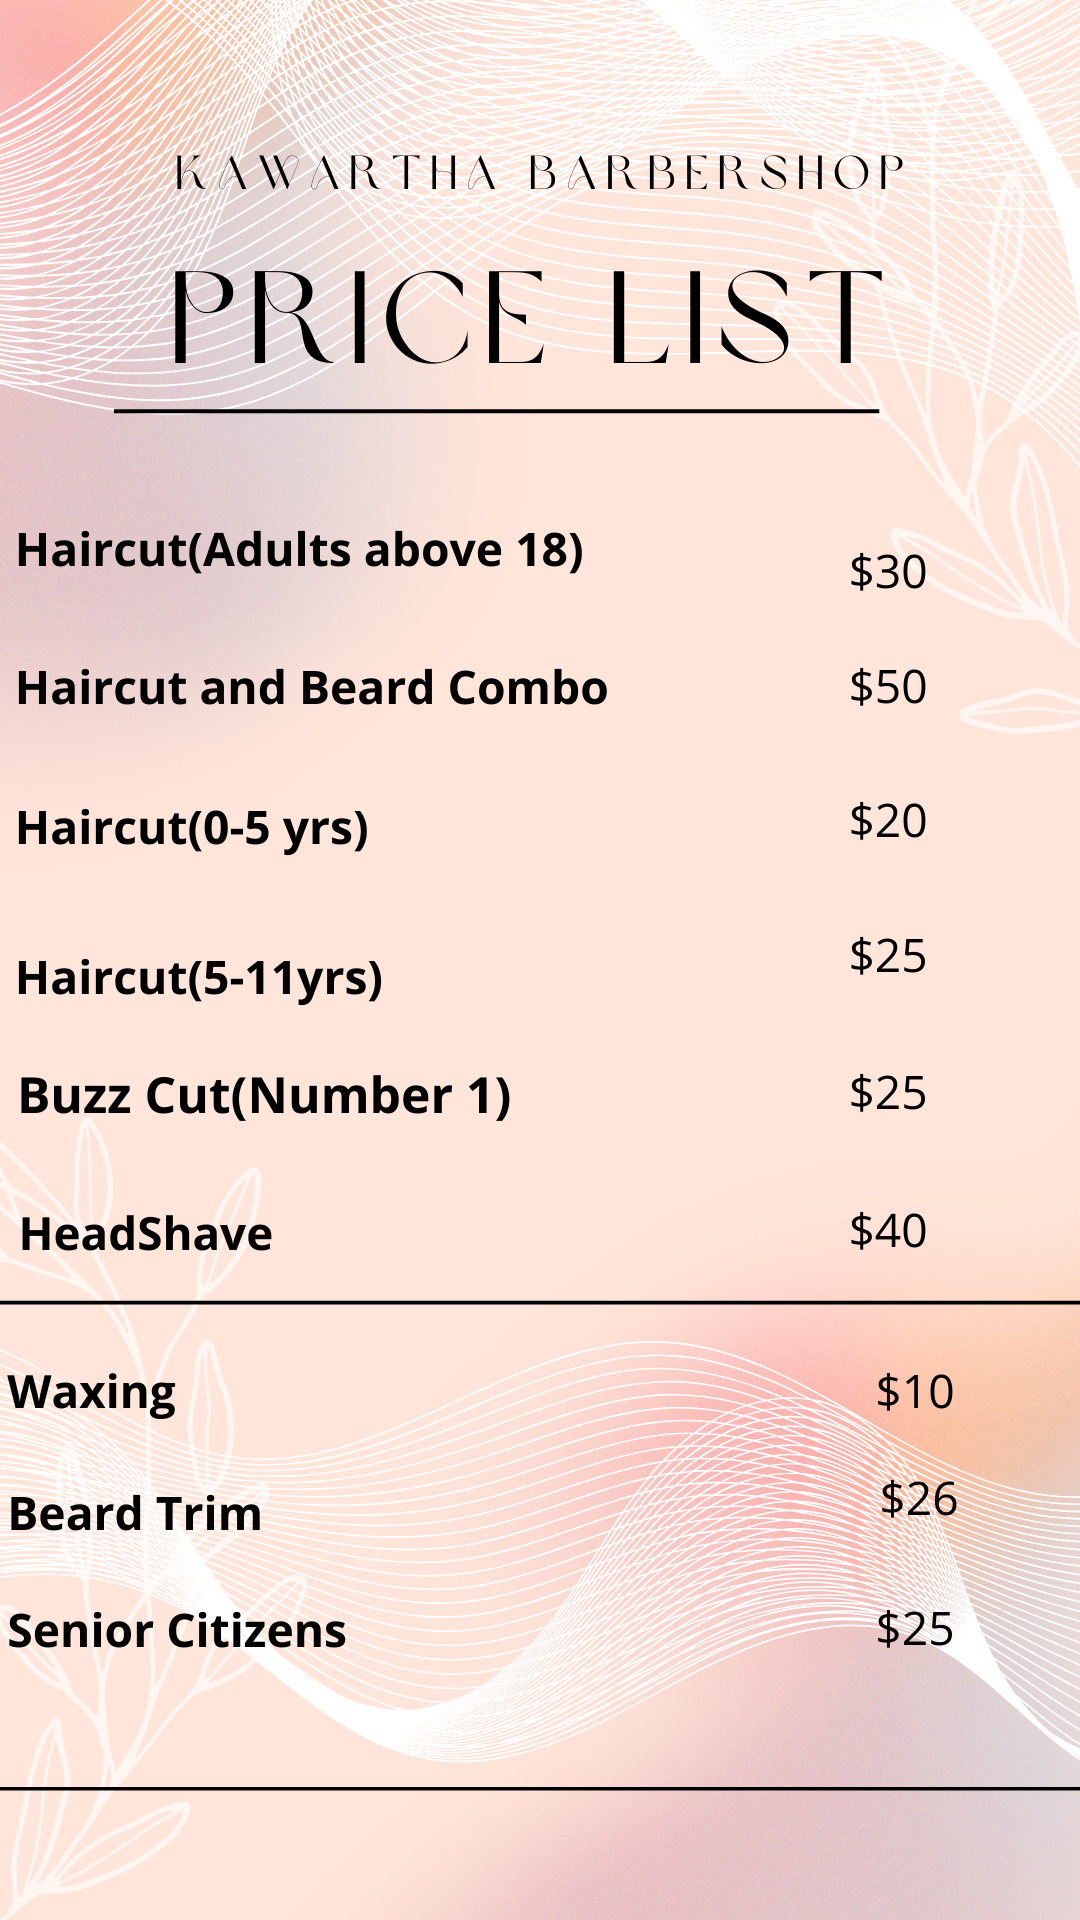 KAWARTHA BARBERSHOP
PRICE LIST
Haircut(Adults above 18) $30
Haircut and Beard Combo $50
Haircut(0-5 yrs) $20
Haircut(5-11yrs) $25
Buzz Cut(Number 1) $25
HeadShave $40
Waxing $10
Beard Trim $26
Senior Citizens $25